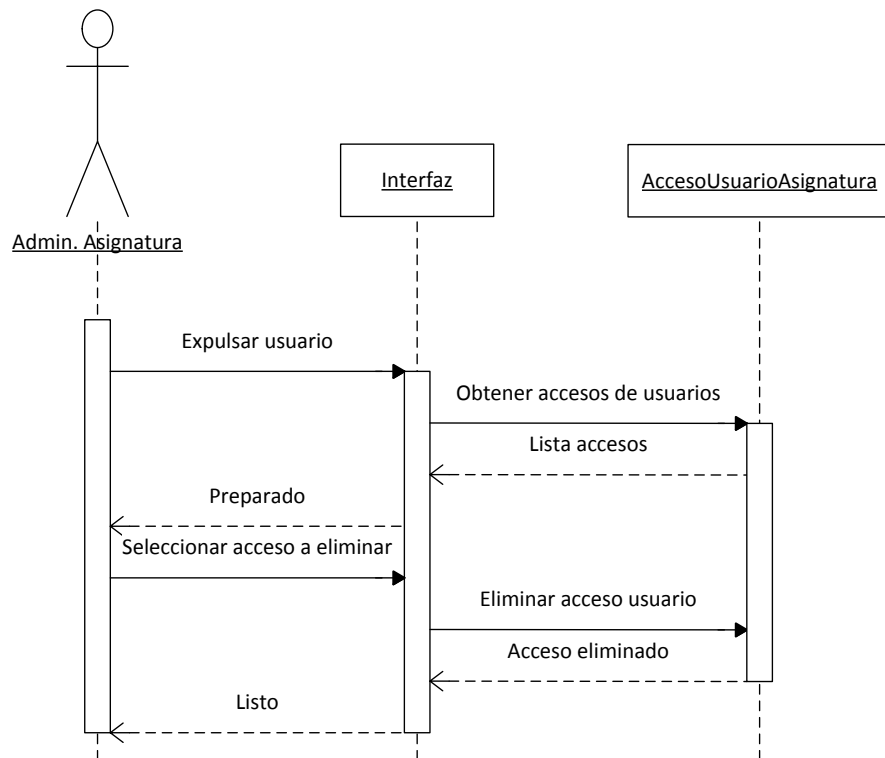 Interfaz
AccesoUsuarioAsignatura
Admin. Asignatura
Expulsar usuario
Obtener accesos de usuarios
Lista accesos
Preparado
Seleccionar acceso a eliminar
Eliminar acceso usuario
Acceso eliminado
Listo